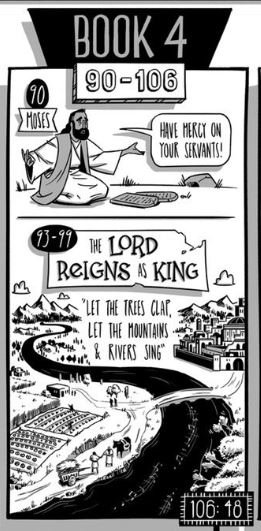 BOOK 4
90-106
90
MOSES
HAVE MERCY ON
YOUR SERVANTS!
93-99
THE LORD
REIGNS AS KING
"LET THE TREES CLAP,
LET THE MOUNTAINS
& RIVERS SING"
106:48